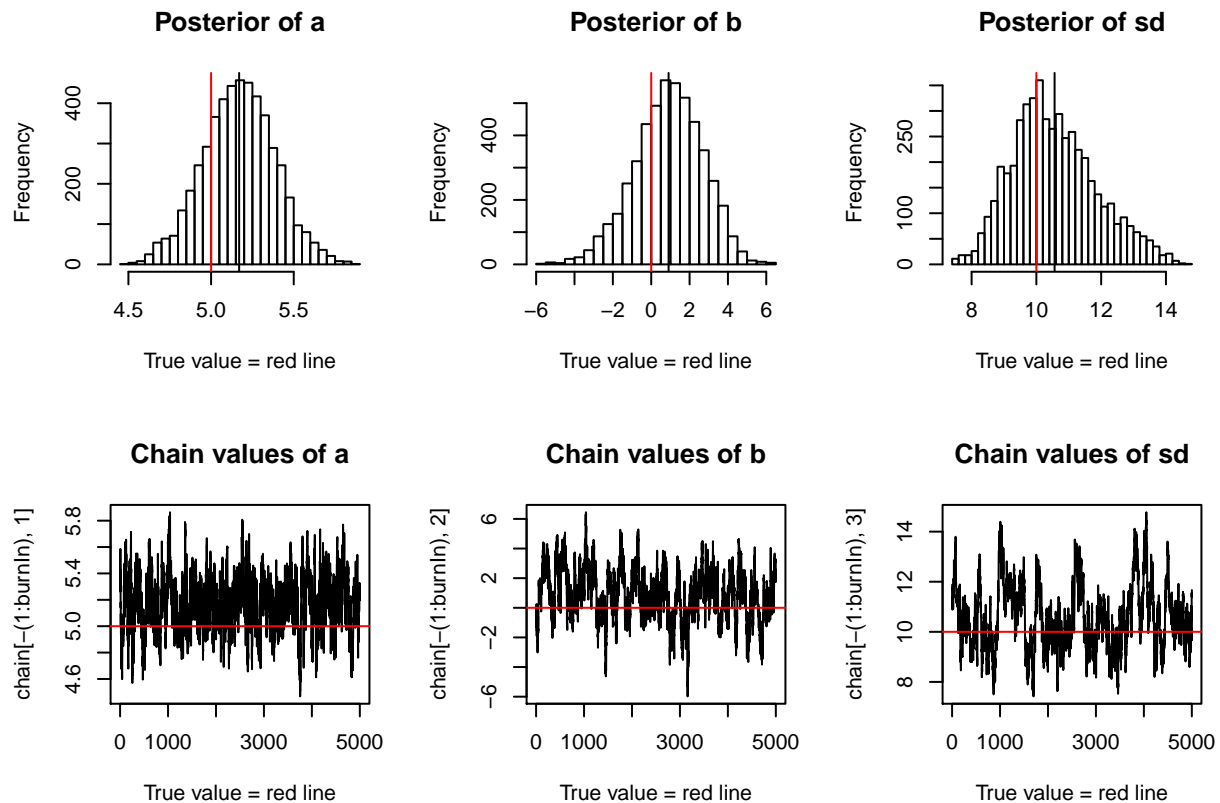 Posterior of a
Frequency
0
200
400
4.5 5.0 5.5
True value = red line
Posterior of b
Frequency
0
200
400
−6 −2 0 2 4 6
True value = red line
Posterior of sd
Frequency
0
100
250
8 10 12 14
True value = red line
Chain values of a
chain[−(1:burnIn), 1]
4.6
5.0
5.4
5.8
0 1000 3000 5000
True value = red line
Chain values of b
chain[−(1:burnIn), 2]
−6
−2
2
6
0 1000 3000 5000
True value = red line
Chain values of sd
chain[−(1:burnIn), 3]
8
10
12
14
0 1000 3000 5000
True value = red line